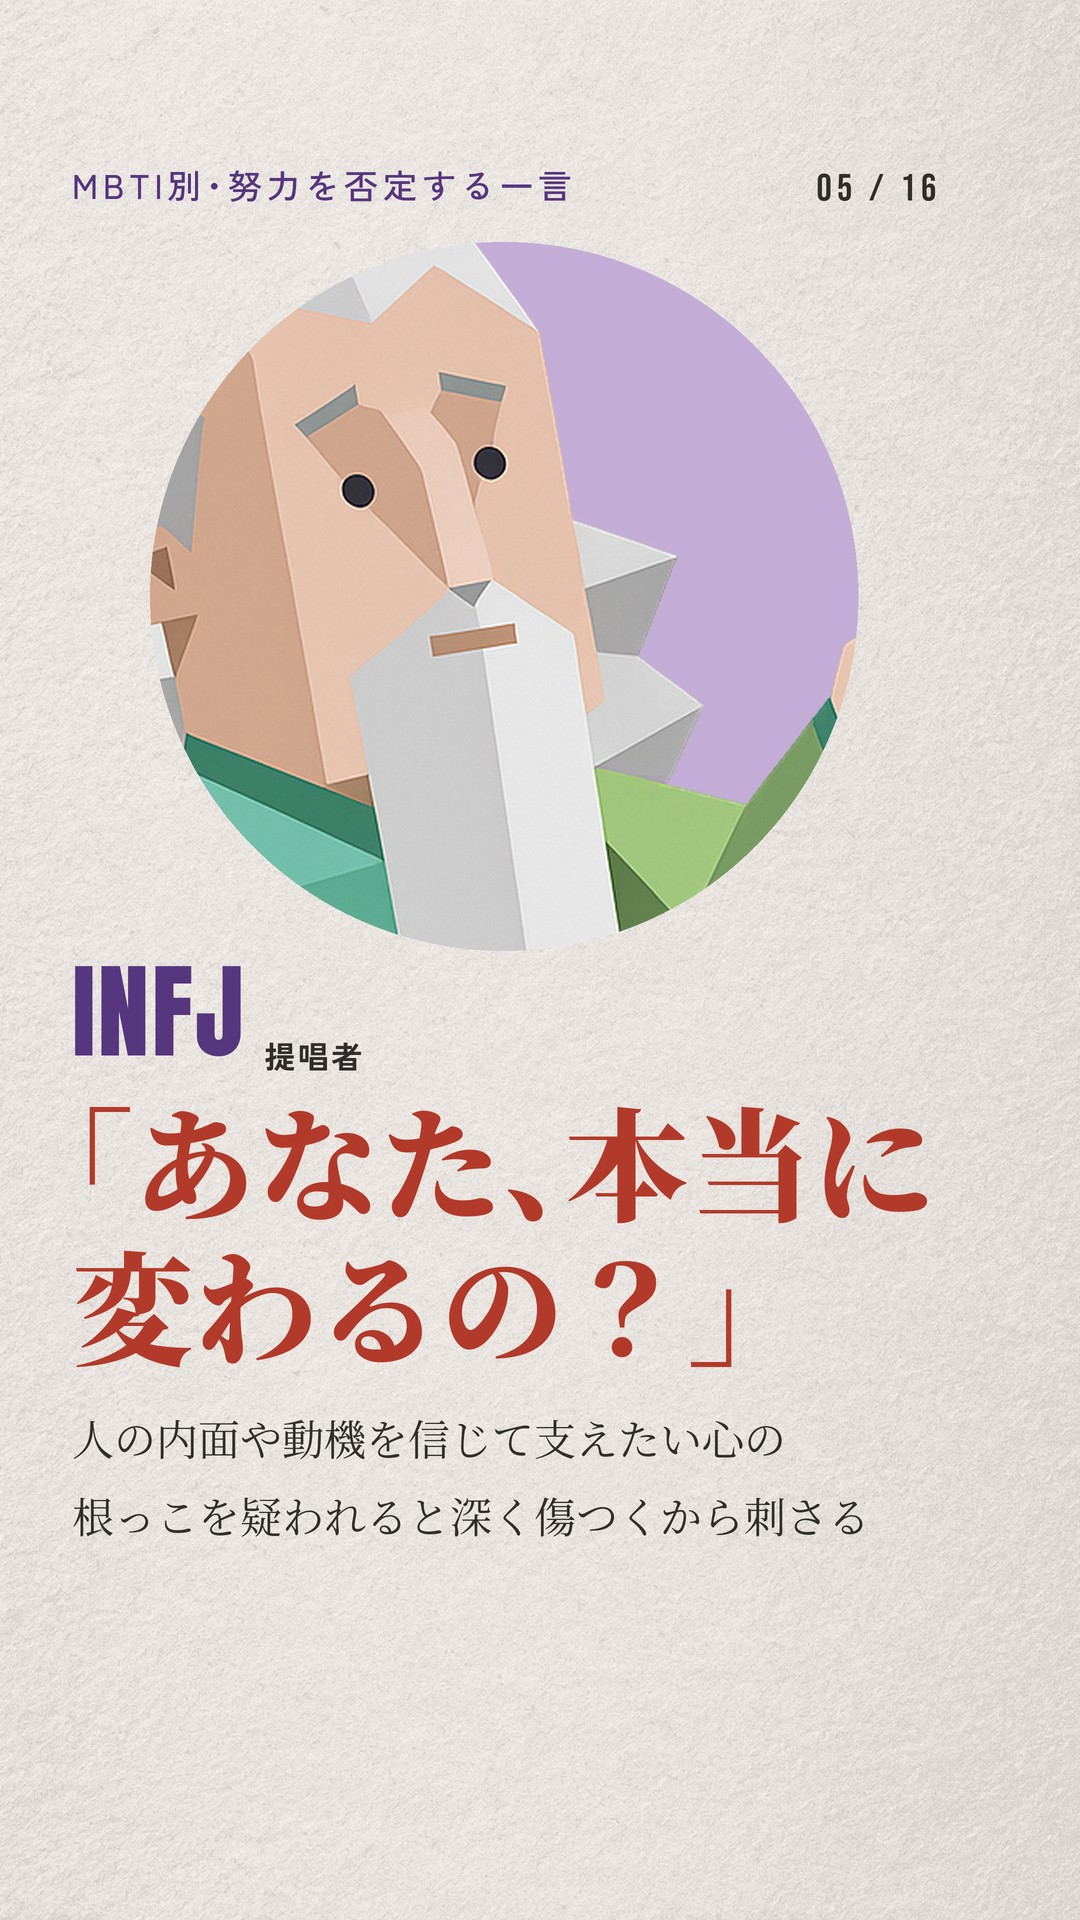 MBTI別・努力を否定する一言
05 / 16
INFJ 提唱者
「あなた、本当に
変わるの？」
人の内面や動機を信じて支えたい心の
根っこを疑われると深く傷つくから刺さる